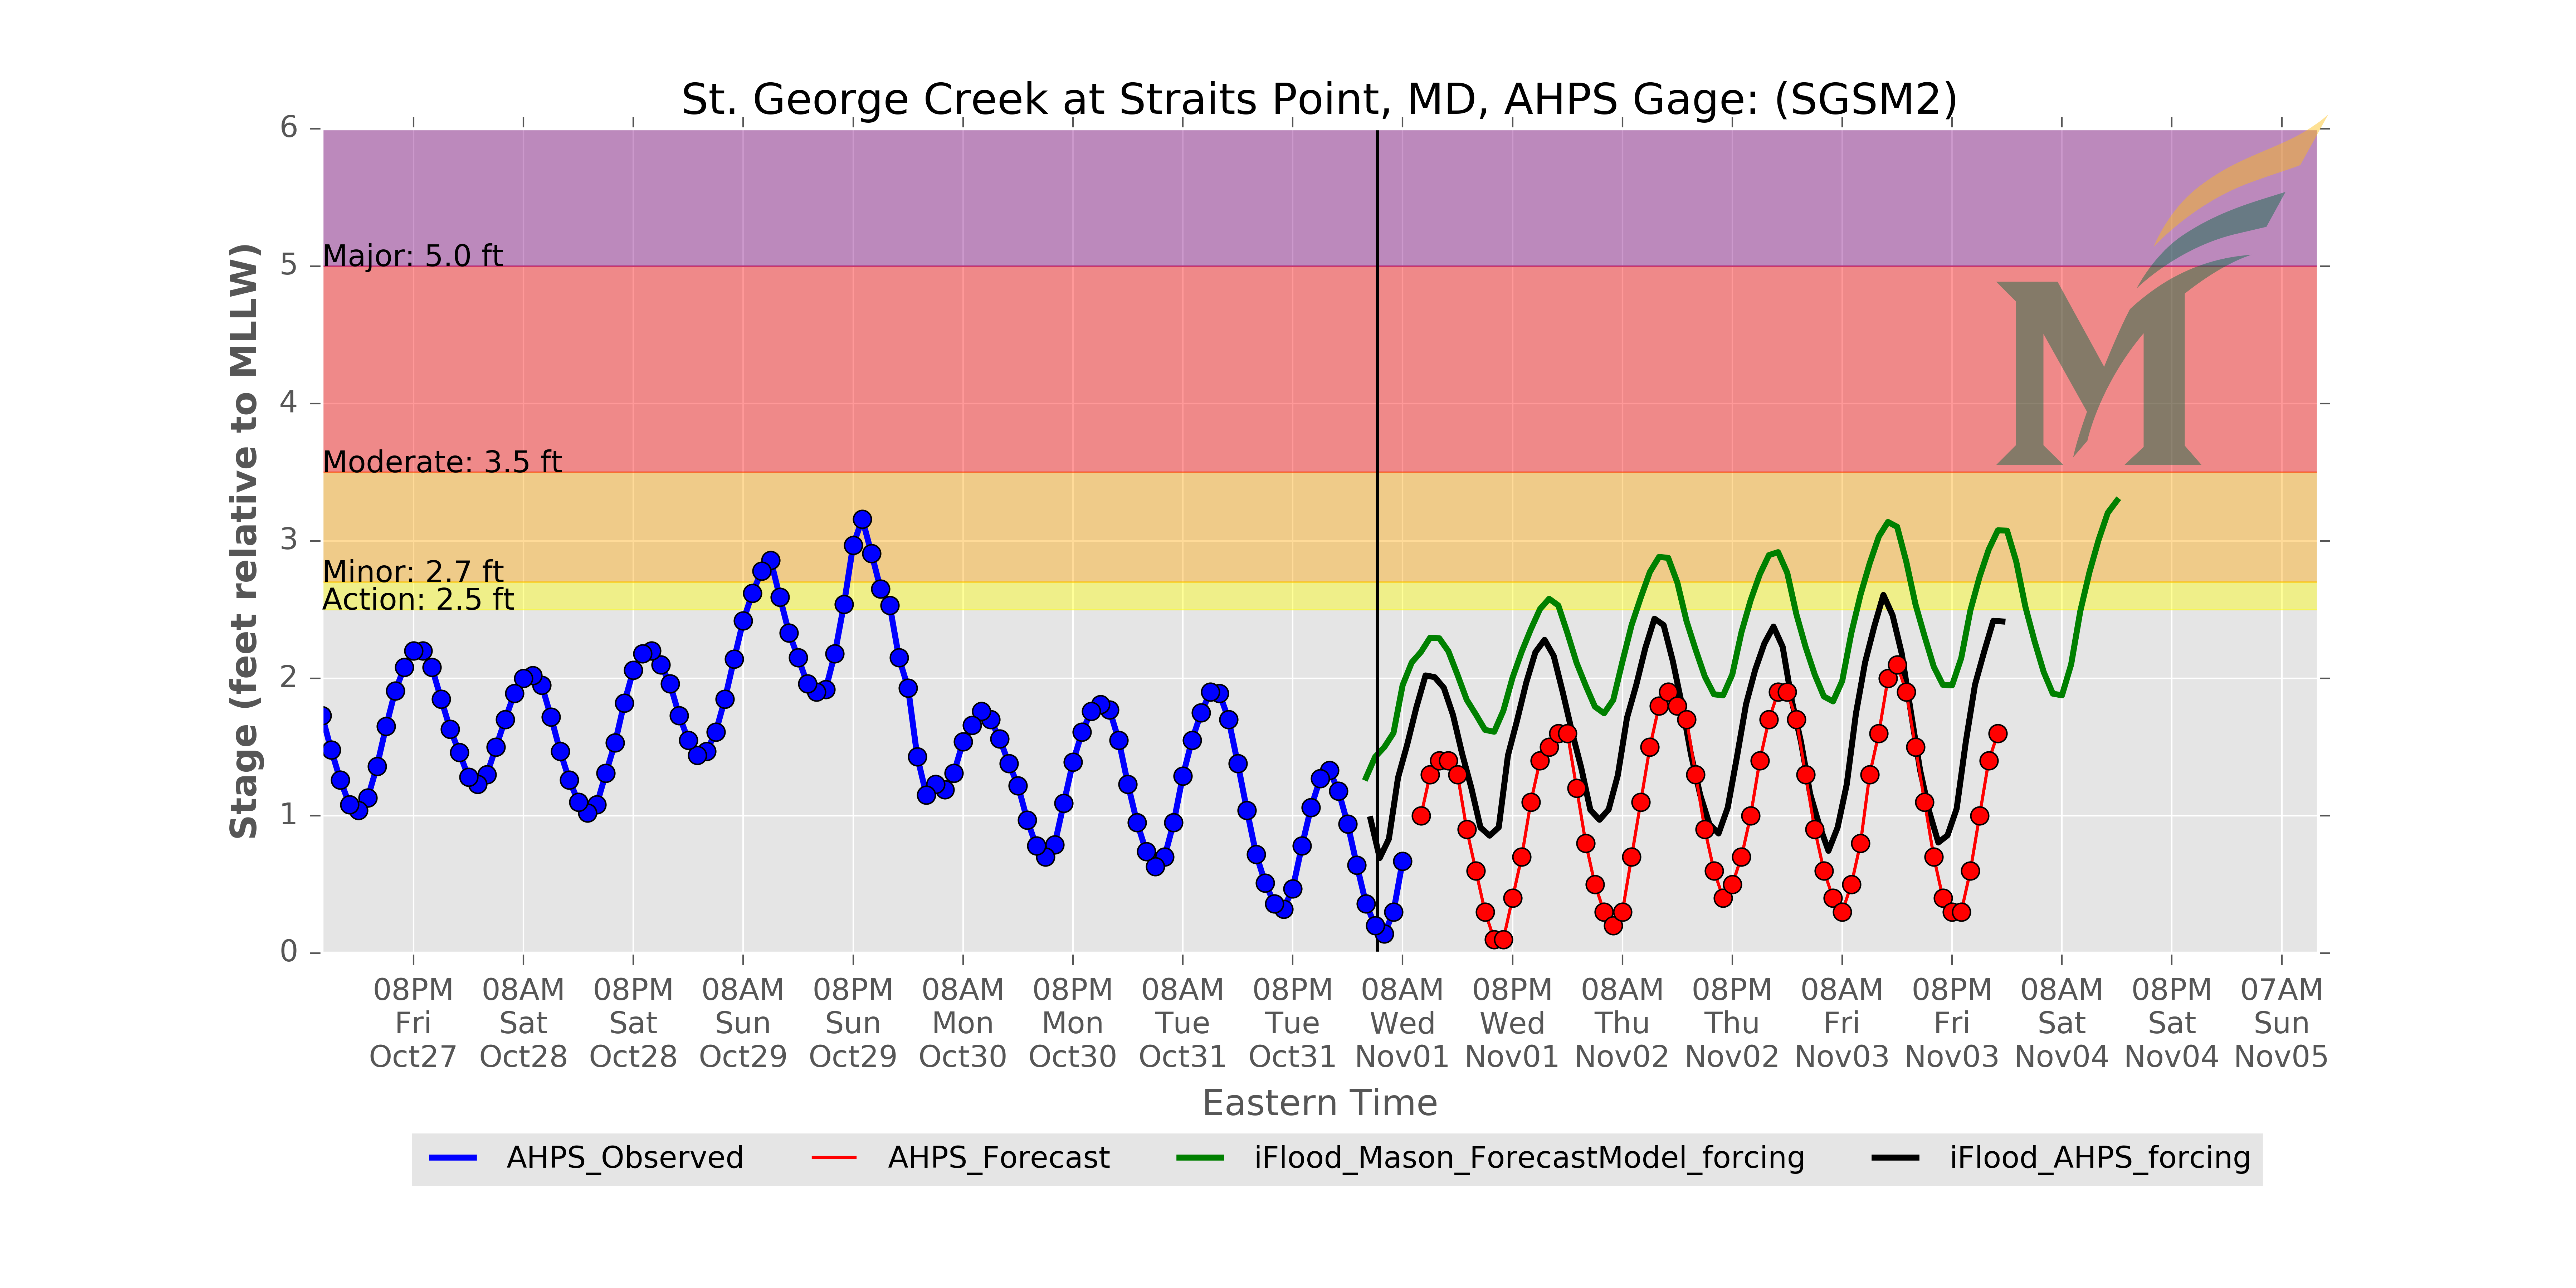 St. George Creek at Straits Point, MD, AHPS Gage: (SGSM2)
Stage (feet relative to MLLW)
6
5
4
3
2
1
0
Major: 5.0 ft
Moderate: 3.5 ft
Minor: 2.7 ft
Action: 2.5 ft
M
08PM 08AM 08PM 08AM 08PM 08AM 08PM 08AM 08PM 08AM 08PM 08AM 08PM 08AM 08PM 08AM 08PM 07AM
Fri Sat Sat Sun Sun Mon Mon Tue Tue Wed Wed Thu Thu Fri Fri Sat Sat Sun
Oct27 Oct28 Oct28 Oct29 Oct29 Oct30 Oct30 Oct31 Oct31 Nov01 Nov01 Nov02 Nov02 Nov03 Nov03 Nov04 Nov04 Nov05
Eastern Time
AHPS_Observed AHPS_Forecast iFlood_Mason_ForecastModel_forcing iFlood_AHPS_forcing